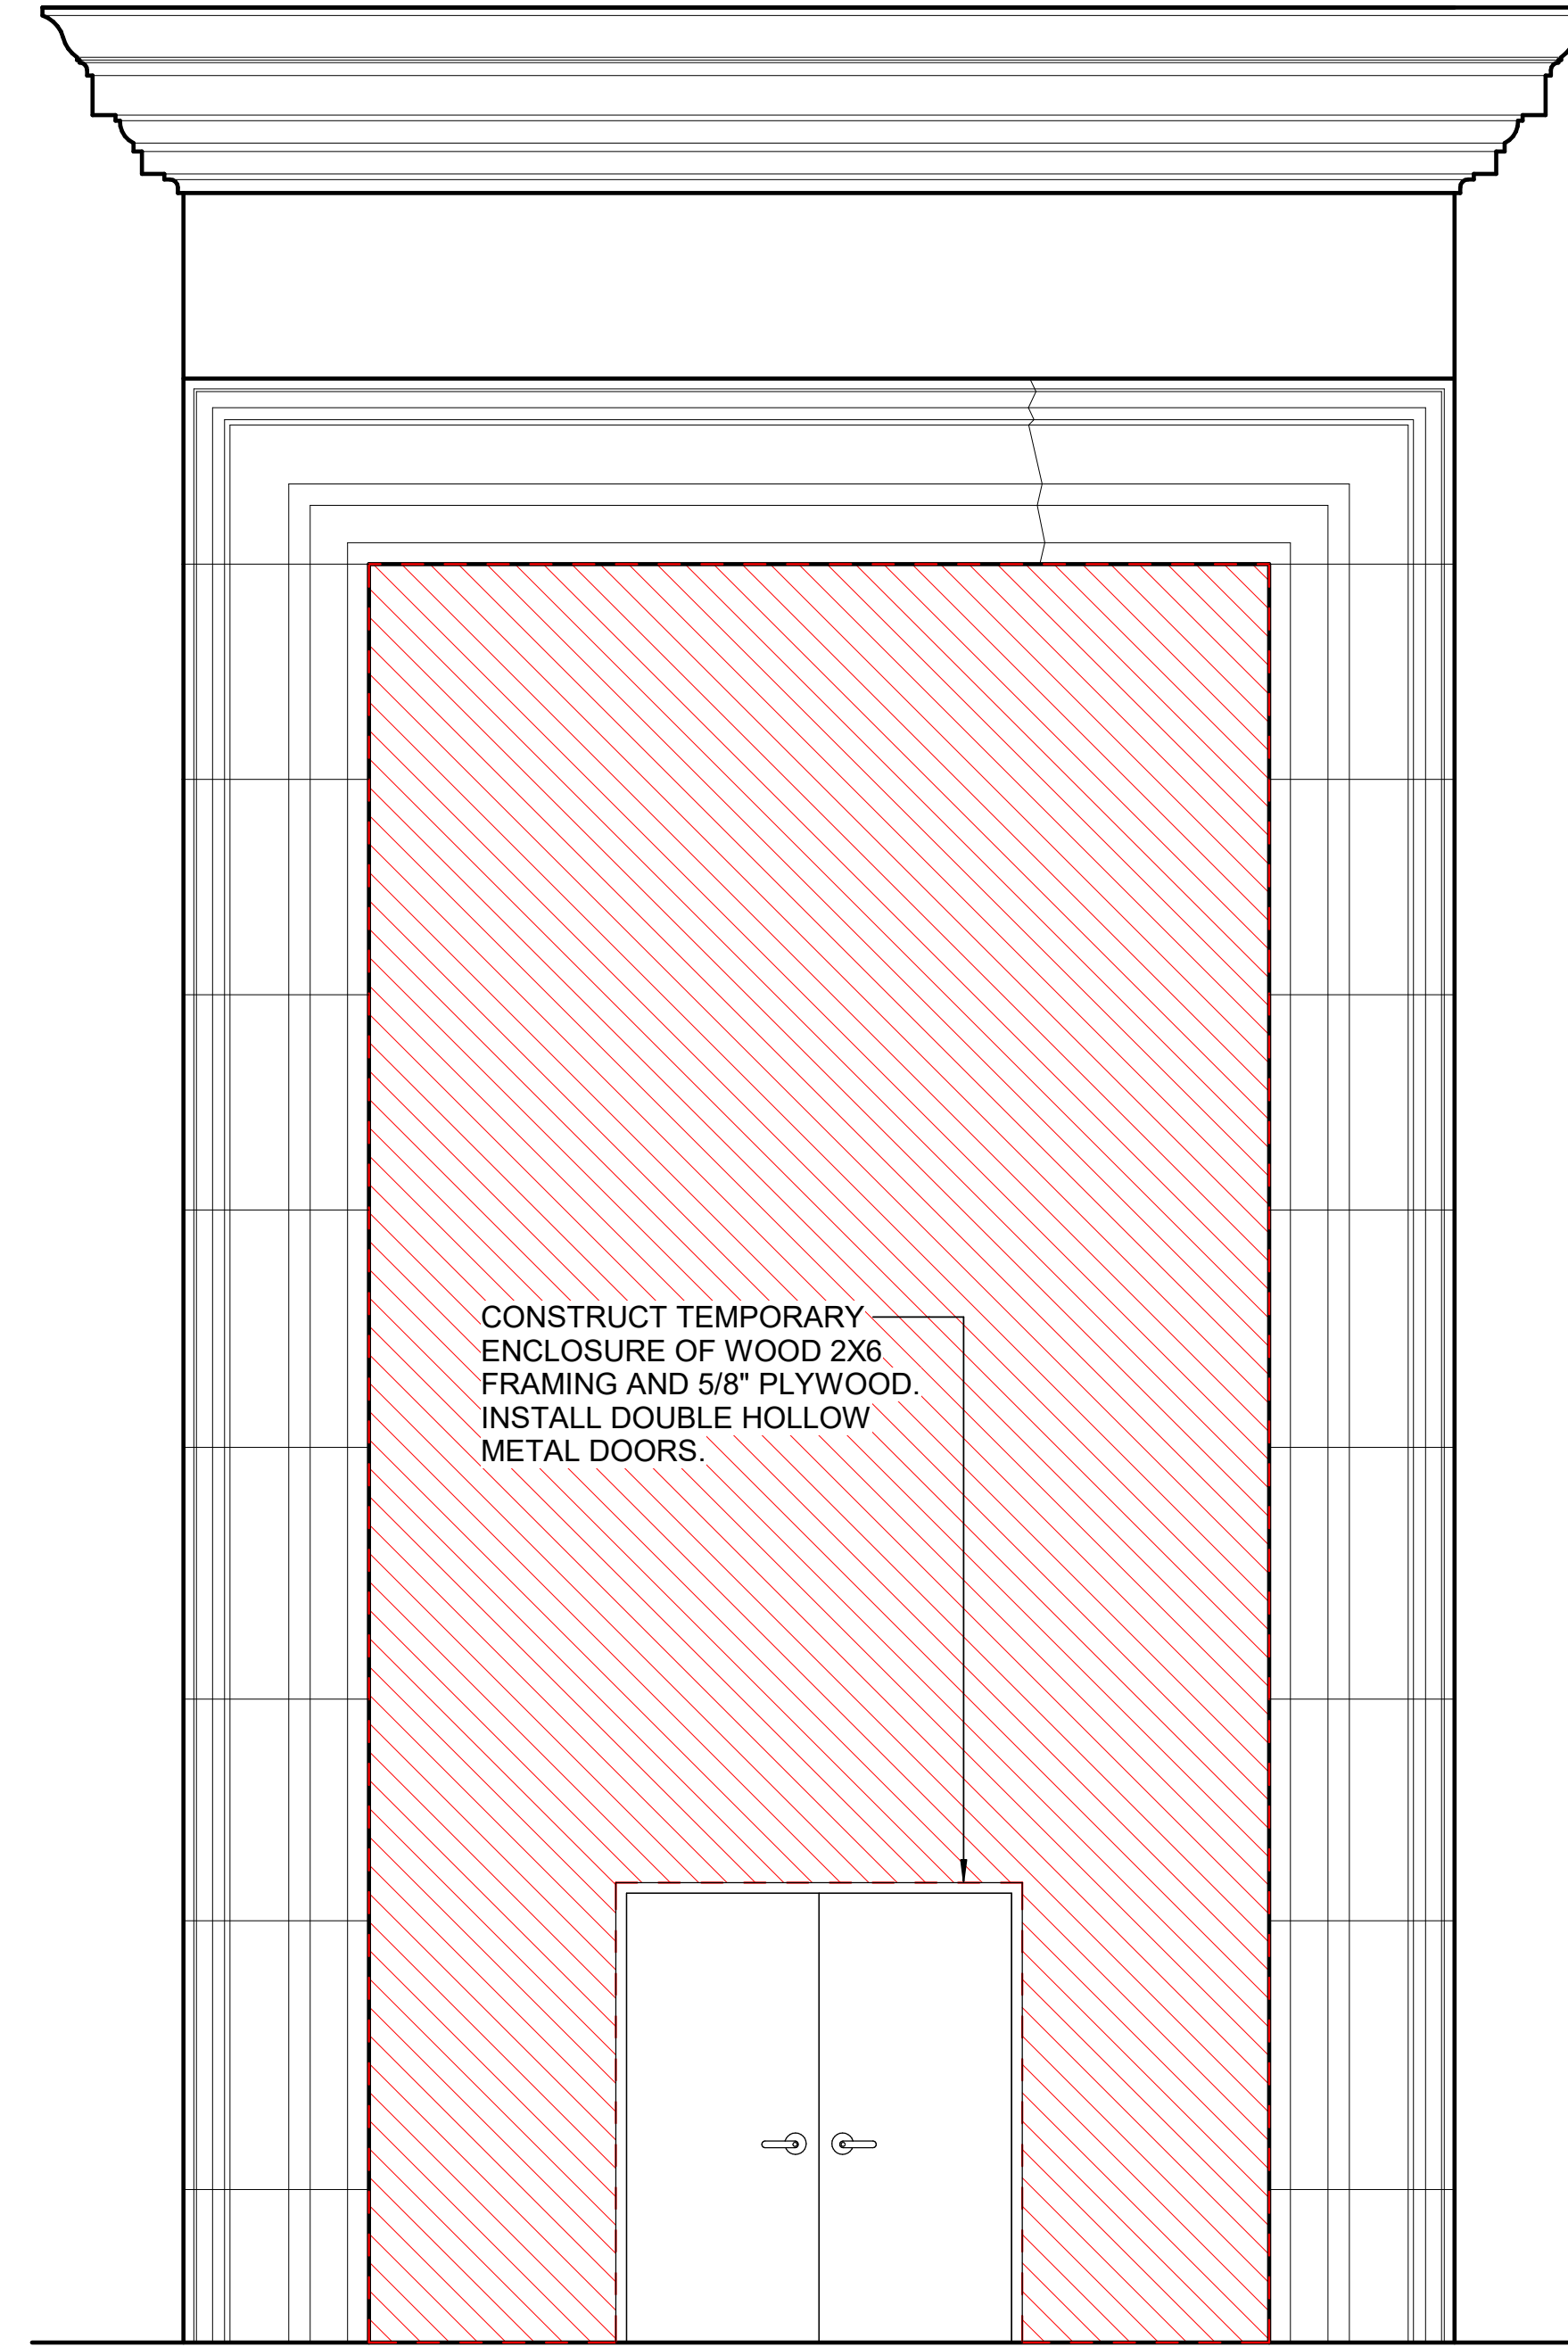 CONSTRUCT TEMPORARY
ENCLOSURE OF WOOD 2X6
FRAMING AND 5/8" PLYWOOD.
INSTALL DOUBLE HOLLOW
METAL DOORS.